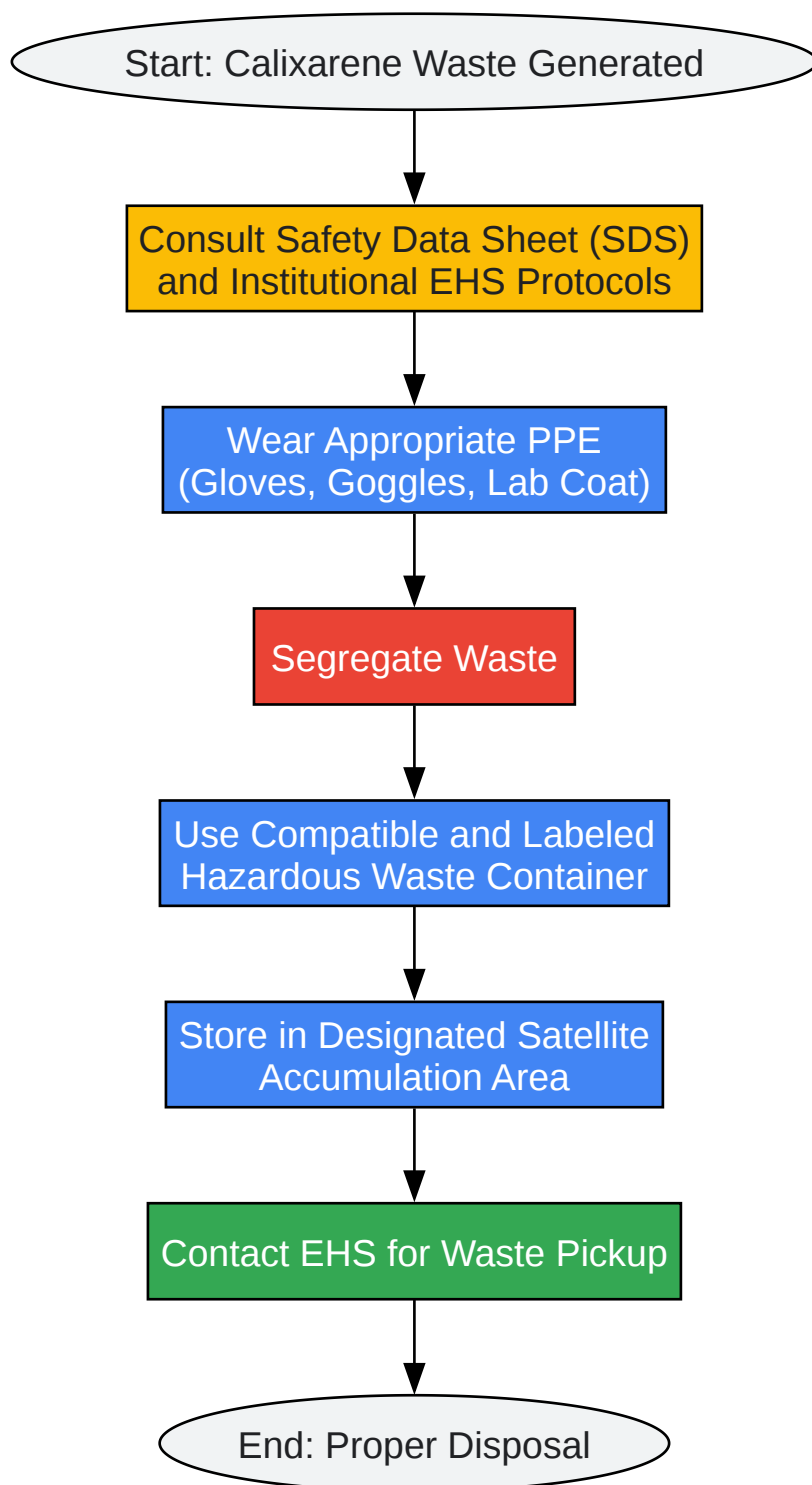 Start: Calixarene Waste Generated
Consult Safety Data Sheet (SDS)
and Institutional EHS Protocols
Wear Appropriate PPE
(Gloves, Goggles, Lab Coat)
Segregate Waste
Use Compatible and Labeled
Hazardous Waste Container
Store in Designated Satellite
Accumulation Area
Contact EHS for Waste Pickup
End: Proper Disposal